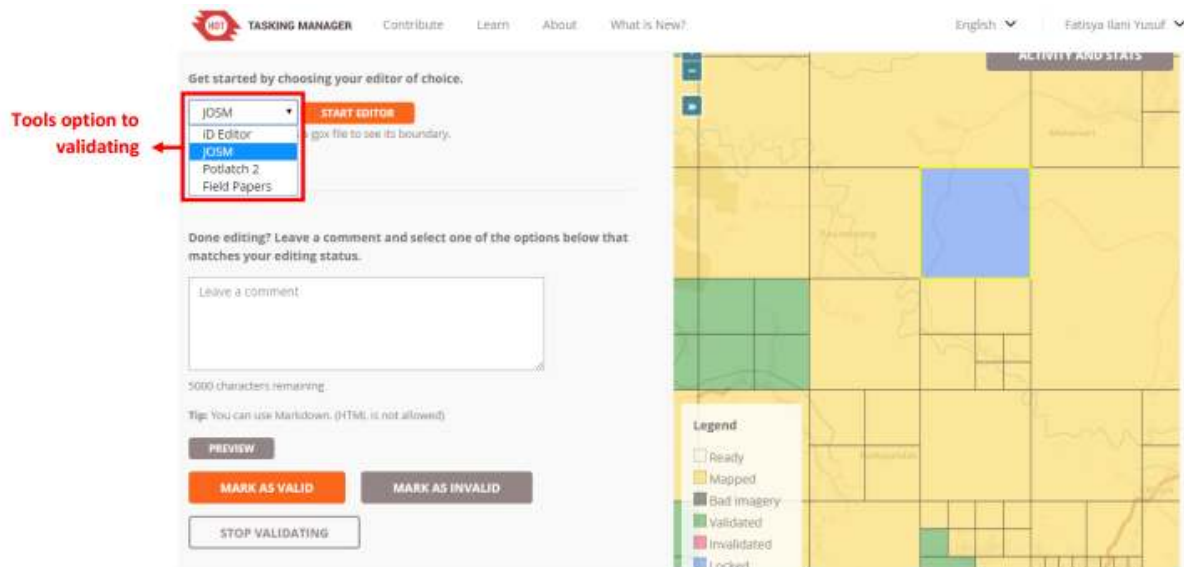 HOT TASKING MANAGER Contribute Learn About What is New? English Fatisya Ilani Yusuf
ACTIVITY AND STATS
Get started by choosing your editor of choice.
JOSM START EDITOR
gpx file to see its boundary.
Tools option to
validating
iD Editor
JOSM
Potlatch 2
Field Papers
Done editing? Leave a comment and select one of the options below that
matches your editing status.
Leave a comment
5000 characters remaining
Tip: You can use Markdown. (HTML is not allowed)
PREVIEW
MARK AS VALID MARK AS INVALID
STOP VALIDATING
Legend
Ready
Mapped
Bad imagery
Validated
Invalidated
Locked